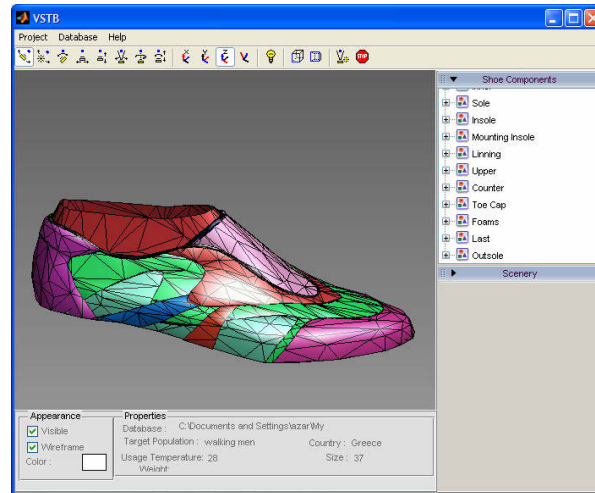 VSTB
Project Database Help
STOP
Shoe Components
Sole
Insole
Mounting Insole
Linning
Upper
Counter
Toe Cap
Foams
Last
Outsole
Scenery
Appearance
Visible
Wireframe
Color :
Properties
Database : C:\Documents and Settings\azar\My
Target Population : walking men Country : Greece
Usage Temperature: 28 Size : 37
Weight: